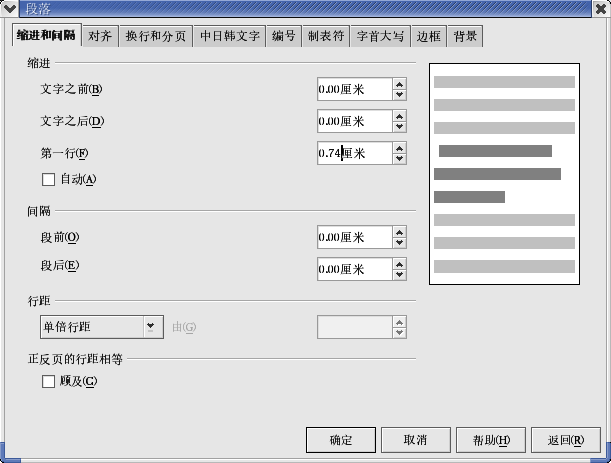 段落
缩进和间隔 对齐 换行和分页 中日韩文字 编号 制表符 字首大写 边框 背景
缩进
文字之前(B) 0.00厘米
文字之后(D) 0.00厘米
第一行(F) 0.74厘米
自动(A)
间隔
段前(O) 0.00厘米
段后(E) 0.00厘米
行距
单倍行距 由(G)
正反页的行距相等
顾及(C)
确定 取消 帮助(H) 返回(R)